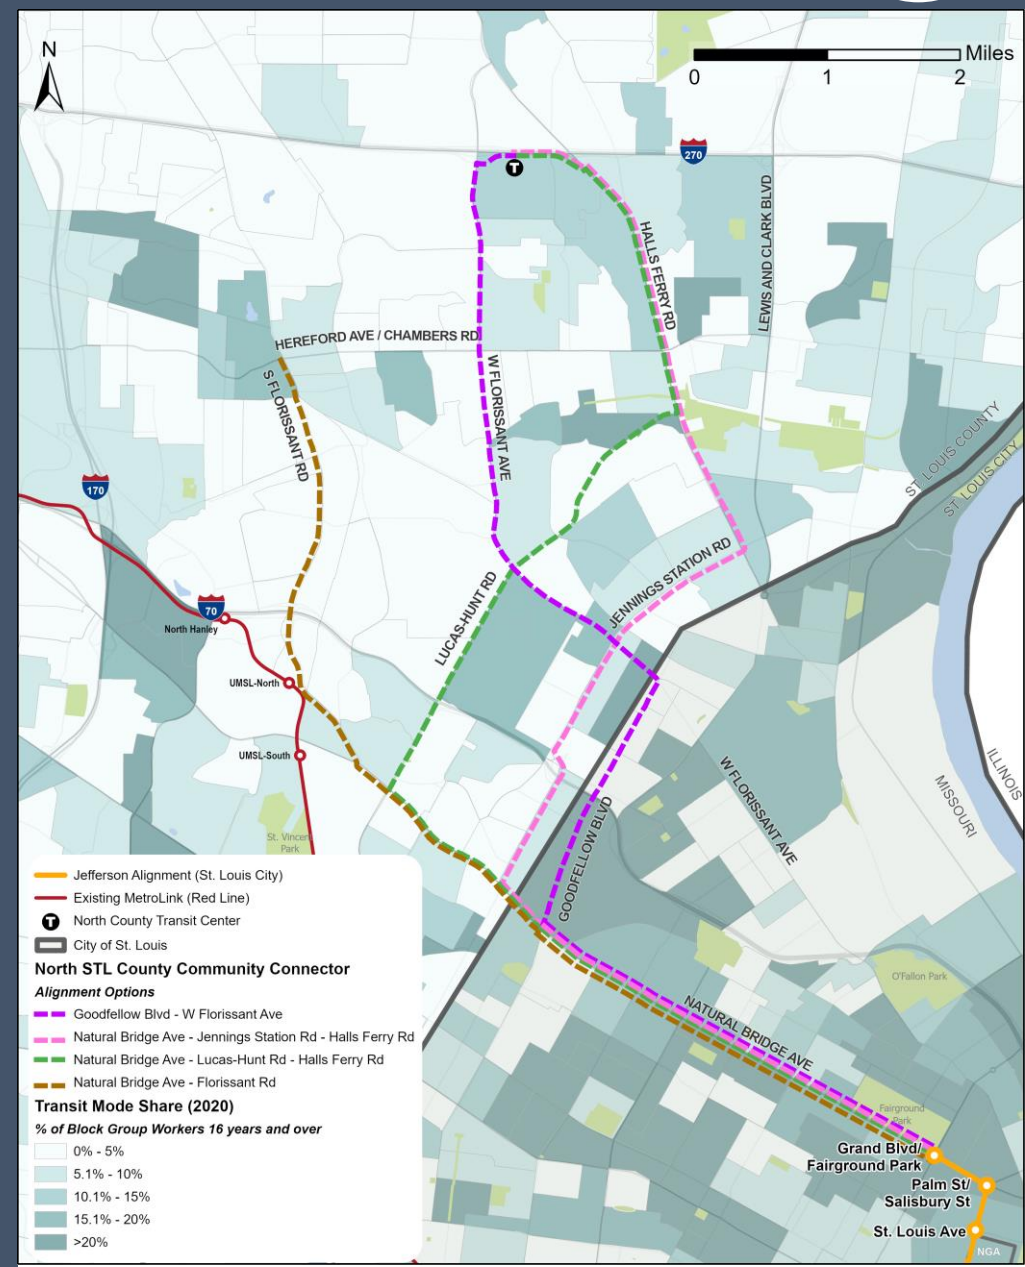 N
Miles
0 1 2
270
HALLS FERRY RD
LEWIS AND CLARK BLVD
HEREFORD AVE / CHAMBERS RD
S FLORISSANT RD
W FLORISSANT AVE
ST. LOUIS COUNTY
ST. LOUIS CITY
170
JENNINGS STATION RD
LUCAS-HUNT RD
70
North Hanley
UMSL-North
UMSL-South
W FLORISSANT AVE
ILLINOIS
MISSOURI
GOODFELLOW BLVD
St. Vincent
Park
O'Fallon Park
NATURAL BRIDGE AVE
Fairground
Park
Grand Blvd/
Fairground Park
Palm St/
Salisbury St
St. Louis Ave
NGA
Jefferson Alignment (St. Louis City)
Existing MetroLink (Red Line)
T North County Transit Center
City of St. Louis
North STL County Community Connector
Alignment Options
Goodfellow Blvd - W Florissant Ave
Natural Bridge Ave - Jennings Station Rd - Halls Ferry Rd
Natural Bridge Ave - Lucas-Hunt Rd - Halls Ferry Rd
Natural Bridge Ave - Florissant Rd
Transit Mode Share (2020)
% of Block Group Workers 16 years and over
0% - 5%
5.1% - 10%
10.1% - 15%
15.1% - 20%
>20%